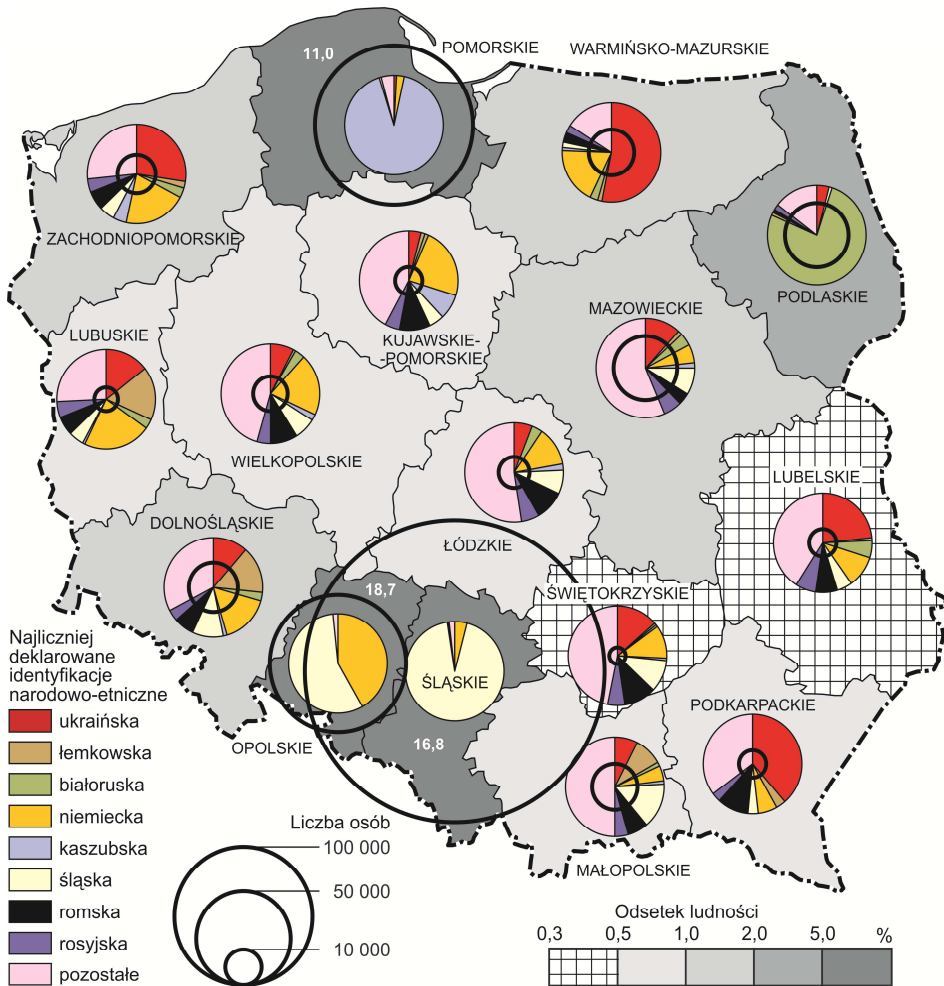 POMORSKIE
WARMIŃSKO-MAZURSKIE
11,0
ZACHODNIOPOMORSKIE
PODLASKIE
MAZOWIECKIE
LUBUSKIE
KUJAWSKIE-
-POMORSKIE
WIELKOPOLSKIE
LUBELSKIE
DOLNOŚLĄSKIE
ŁÓDZKIE
18,7
ŚWIĘTOKRZYSKIE
ŚLĄSKIE
OPOLSKIE
16,8
PODKARPACKIE
MAŁOPOLSKIE
Najliczniej
deklarowane
identyfikacje
narodowo-etniczne
ukraińska
łemkowska
białoruska
niemiecka
kaszubska
śląska
romska
rosyjska
pozostałe
Liczba osób
100 000
50 000
10 000
Odsetek ludności
0,3 0,5 1,0 2,0 5,0 %